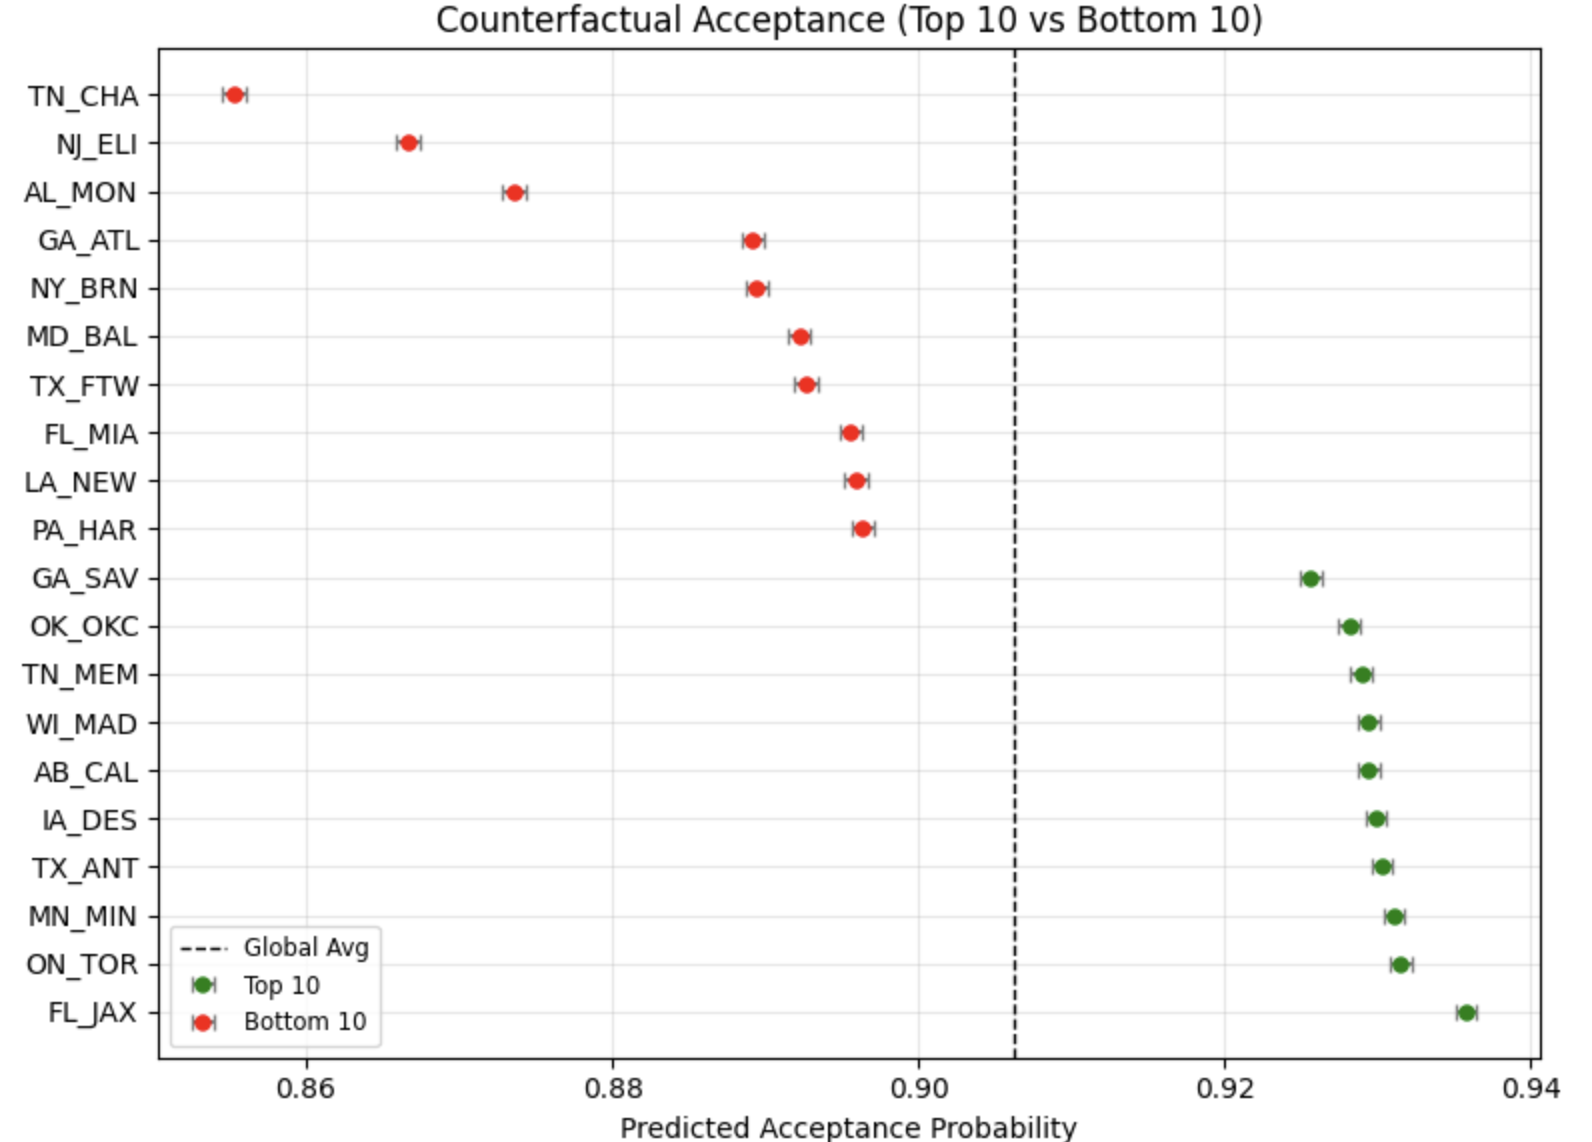 Counterfactual Acceptance (Top 10 vs Bottom 10)
TN_CHA
NJ_ELI
AL_MON
GA_ATL
NY_BRN
MD_BAL
TX_FTW
FL_MIA
LA_NEW
PA_HAR
GA_SAV
OK_OKC
TN_MEM
WI_MAD
AB_CAL
IA_DES
TX_ANT
MN_MIN
ON_TOR
FL_JAX
Global Avg
Top 10
Bottom 10
0.86 0.88 0.90 0.92 0.94
Predicted Acceptance Probability